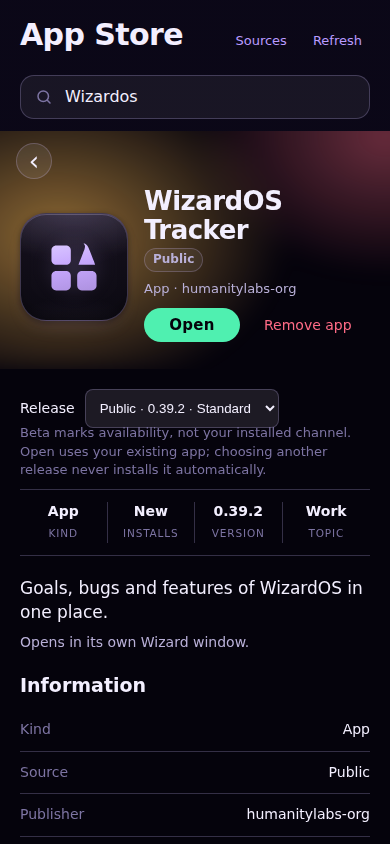 App Store
Sources
Refresh
Wizardos
WizardOS
Tracker
Public
App · humanitylabs-org
Open
Remove app
Release
Public · 0.39.2 · Standard
Beta marks availability, not your installed channel.
Open uses your existing app; choosing another
release never installs it automatically.
App
New
0.39.2
Work
KIND
INSTALLS
VERSION
TOPIC
Goals, bugs and features of WizardOS in
one place.
Opens in its own Wizard window.
Information
Kind
App
Source
Public
Publisher
humanitylabs-org